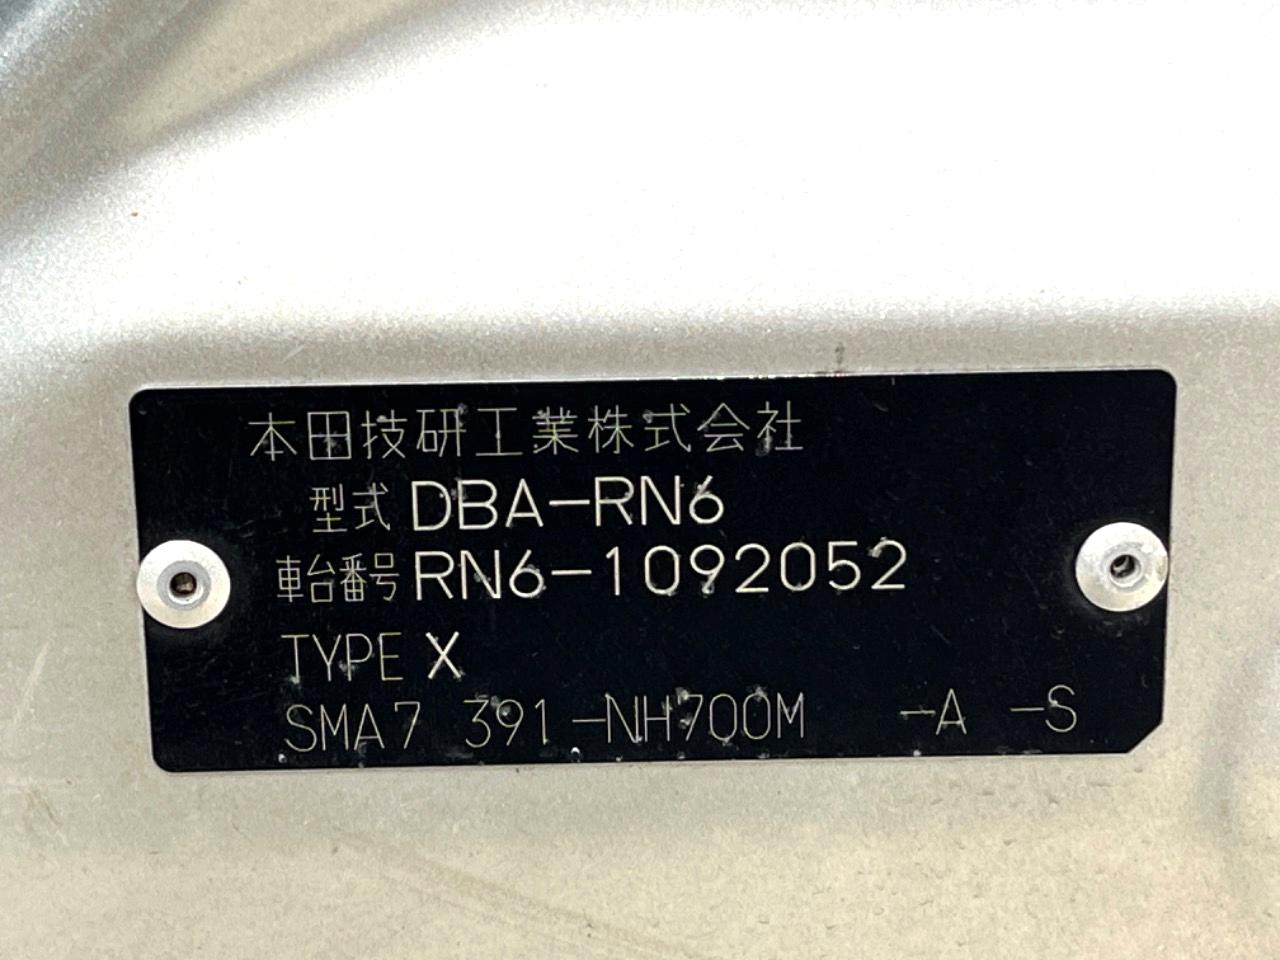 本田技研工業株式会社
型式 DBA-RN6
車台番号 RN6-1092052
TYPE X
SMA7 391-NH700M -A -S